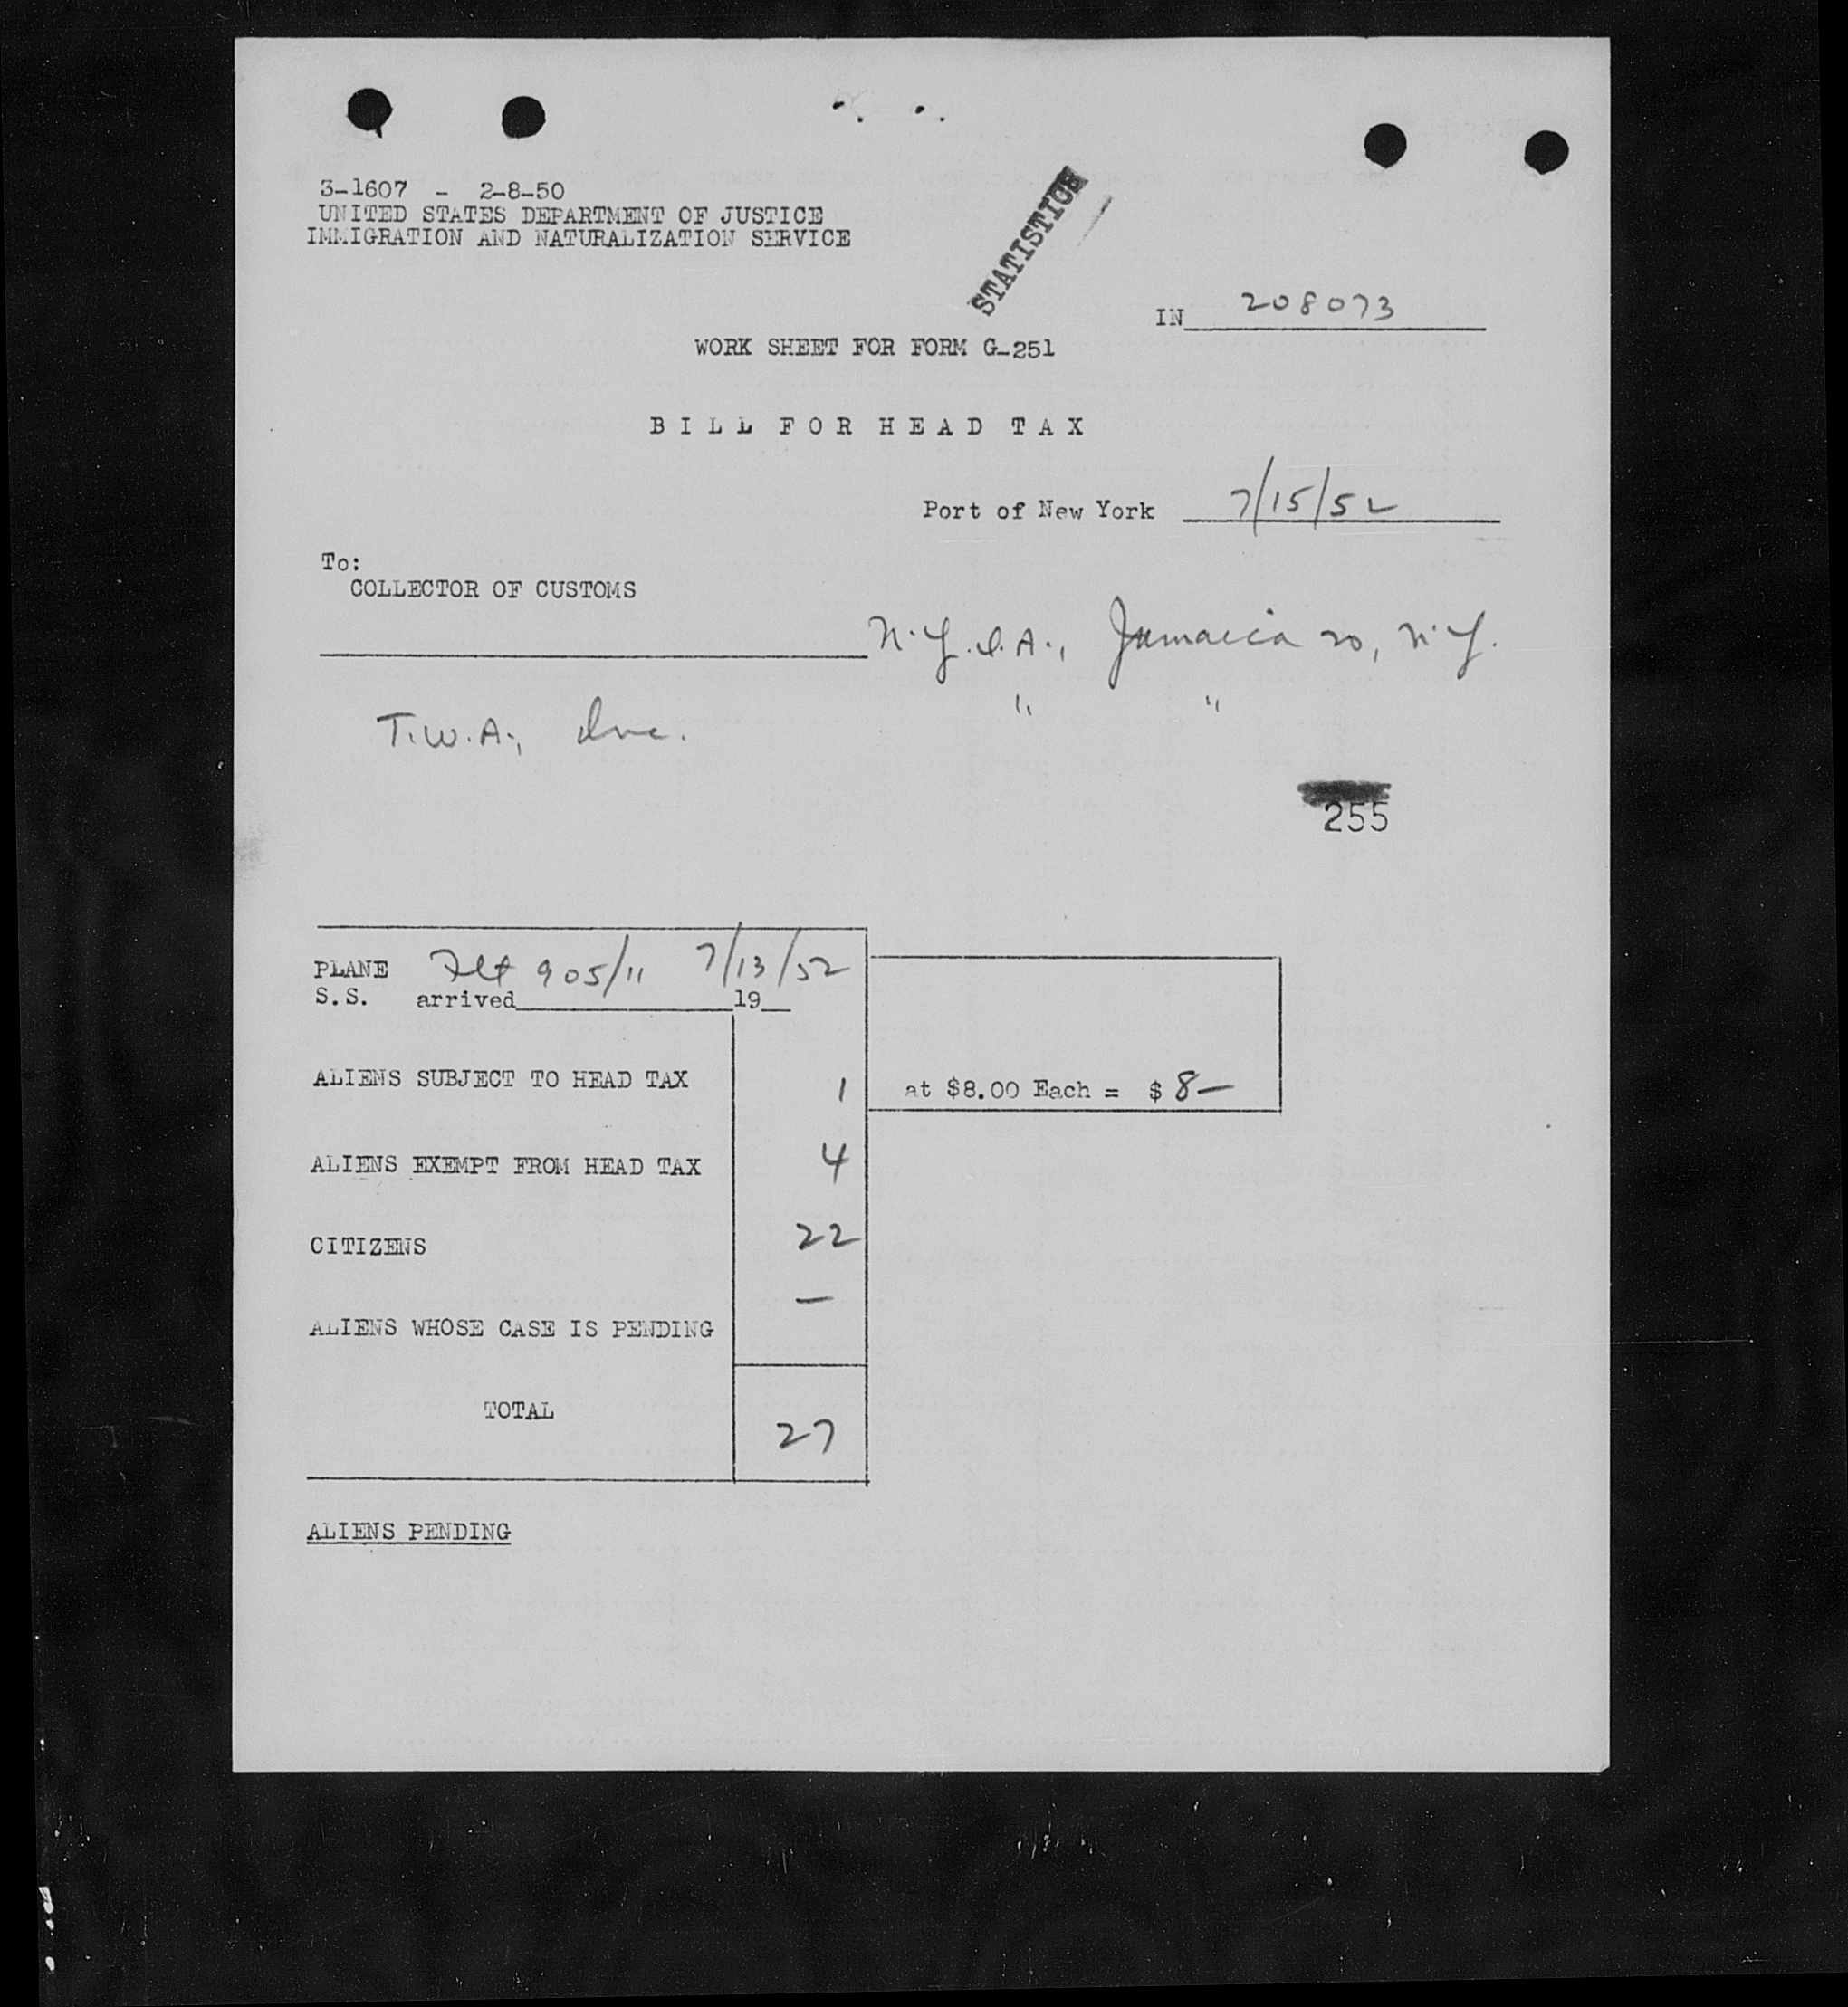 3-1607 - 2-8-50
UNITED STATES DEPARTMENT OF JUSTICE
IMMIGRATION AND NATURALIZATION SERVICE
STATISTICS
IN 208073
WORK SHEET FOR FORM G-251
BILL FOR HEAD TAX
Port of New York 7/15/52
To:
COLLECTOR OF CUSTOMS
N.Y.I.A., Jamaica 20, N.Y.
T.W.A., Inc. " "
255
PLANE Flt 905/11 7/13/52
S.S. arrived 19
ALIENS SUBJECT TO HEAD TAX 1 at $8.00 Each = $ 8—
ALIENS EXEMPT FROM HEAD TAX 4
CITIZENS 22
ALIENS WHOSE CASE IS PENDING —
TOTAL 27
ALIENS PENDING